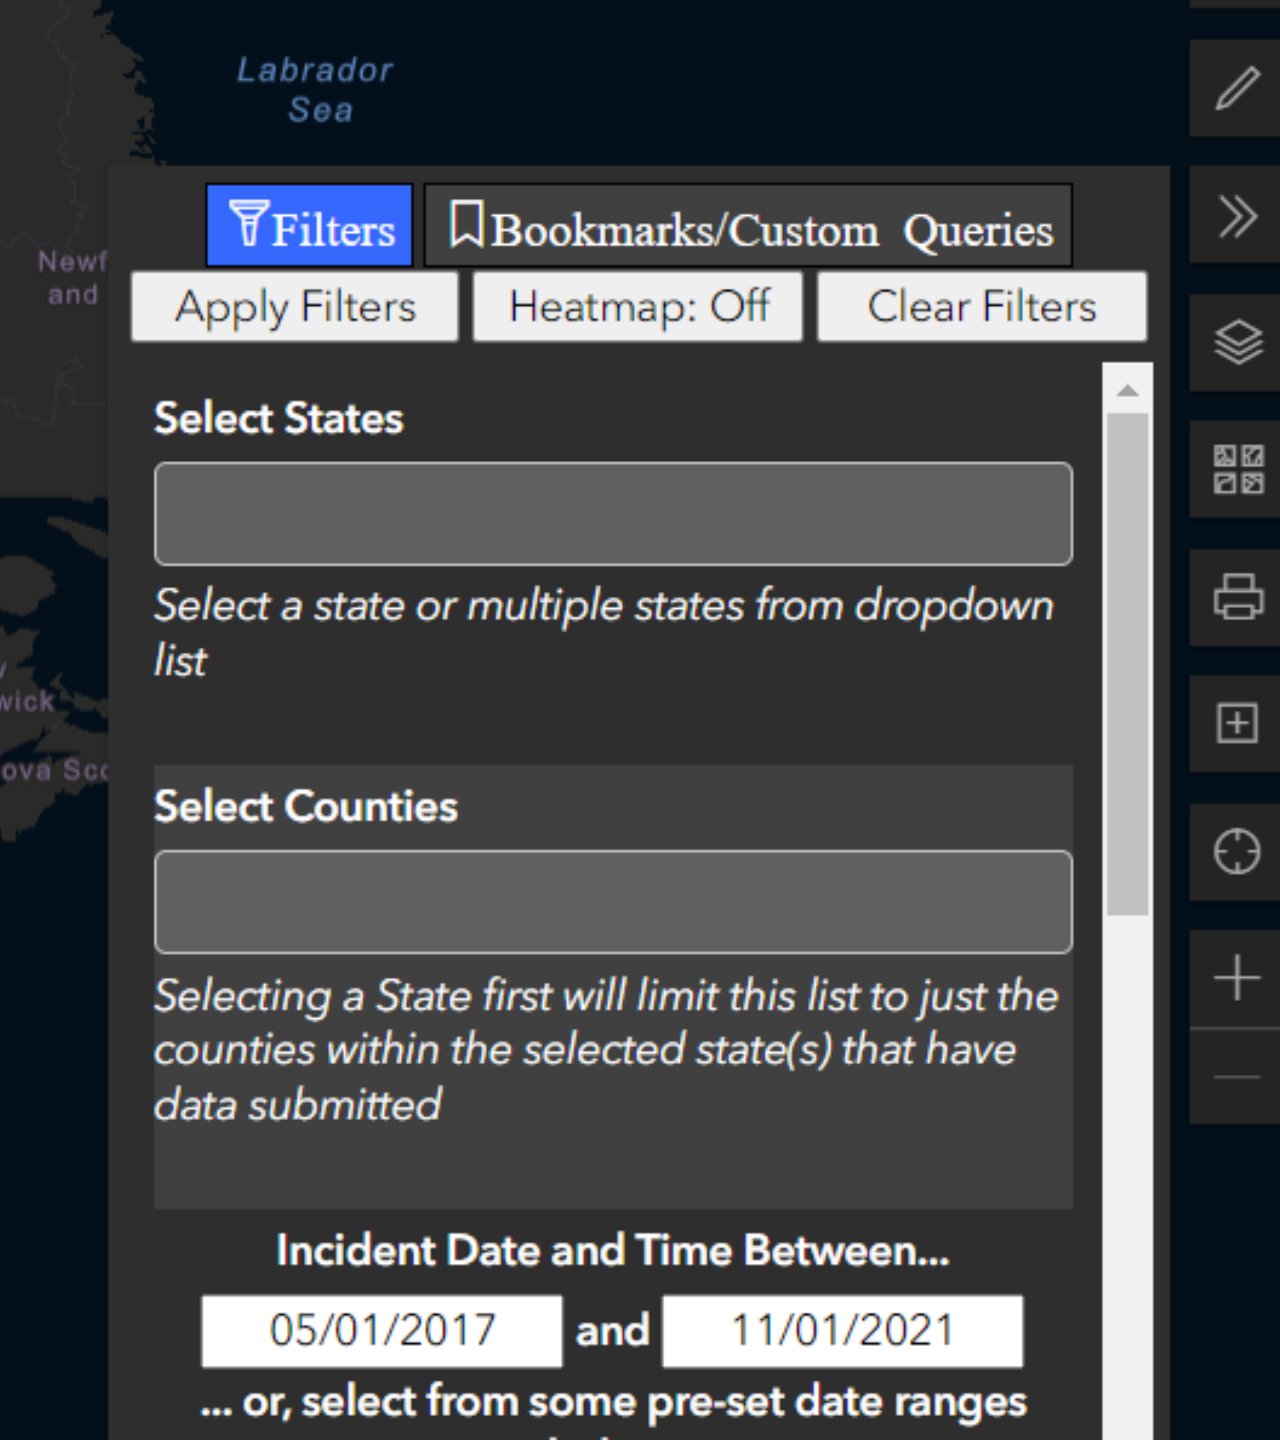 Labrador
Sea
Filters
Bookmarks/Custom Queries
Newf
and
Apply Filters
Heatmap: Off
Clear Filters
Select States
Select a state or multiple states from dropdown
list
wick
ova Sco
Select Counties
Selecting a State first will limit this list to just the
counties within the selected state(s) that have
data submitted
Incident Date and Time Between...
05/01/2017 and 11/01/2021
... or, select from some pre-set date ranges